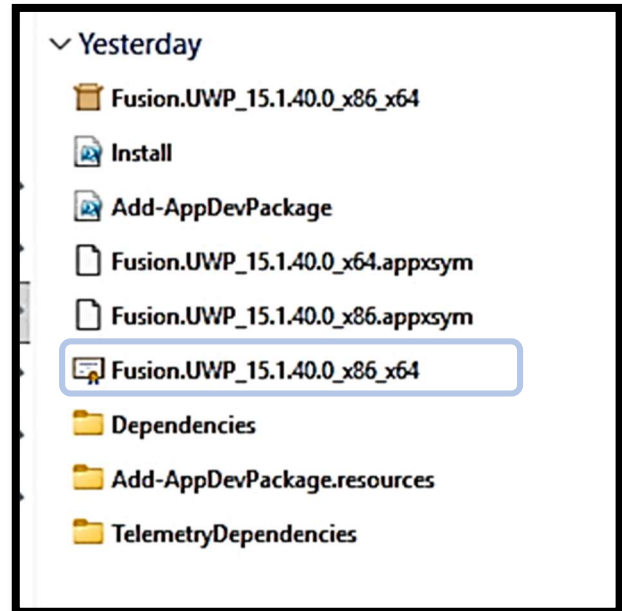 Yesterday
Fusion.UWP_15.1.40.0_x86_x64
Install
Add-AppDevPackage
Fusion.UWP_15.1.40.0_x64.appxsym
Fusion.UWP_15.1.40.0_x86.appxsym
Fusion.UWP_15.1.40.0_x86_x64
Dependencies
Add-AppDevPackage.resources
TelemetryDependencies